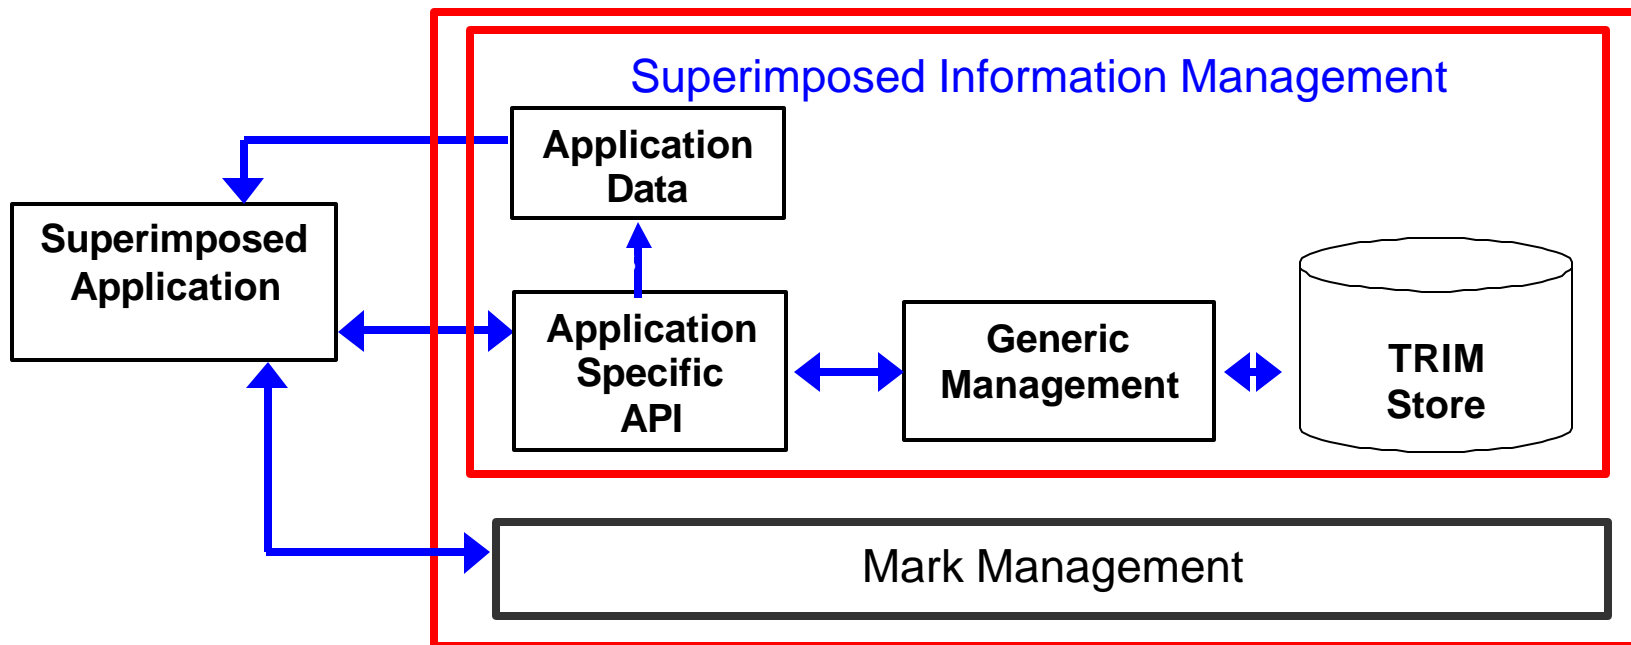 Superimposed Information Management
Application
Data
Superimposed
Application
Application
Specific
API
Generic
Management
TRIM
Store
Mark Management